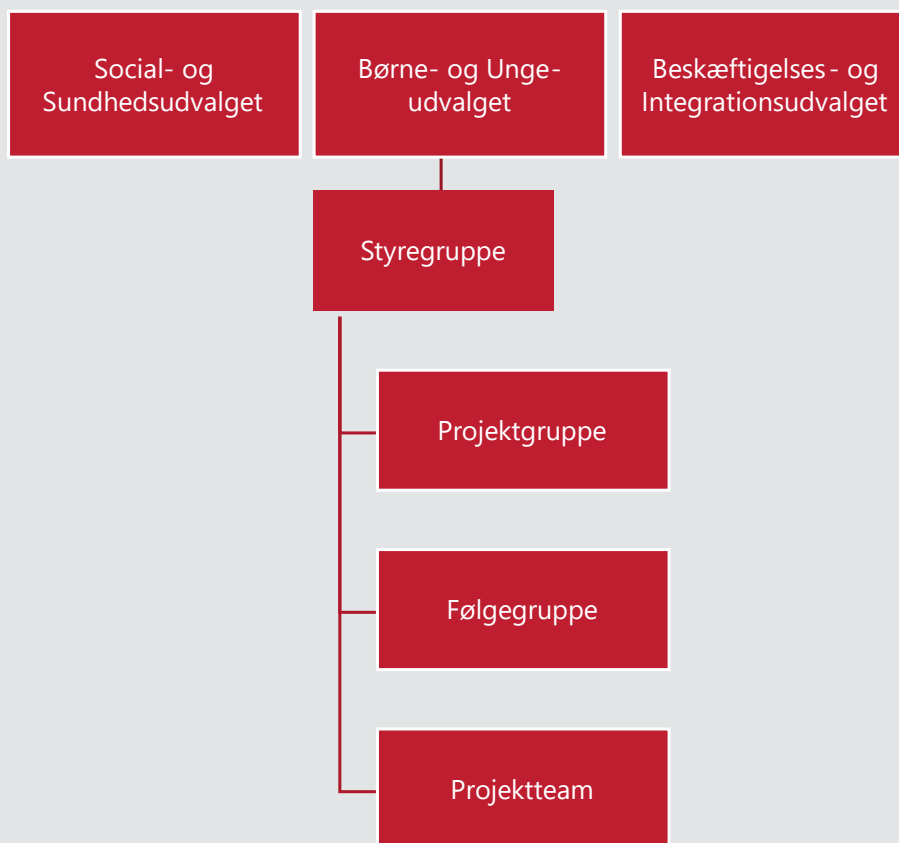 Social- og
Sundhedsudvalget
Børne- og Unge-
udvalget
Beskæftigelses- og
Integrationsudvalget
Styregruppe
Projektgruppe
Følgegruppe
Projektteam